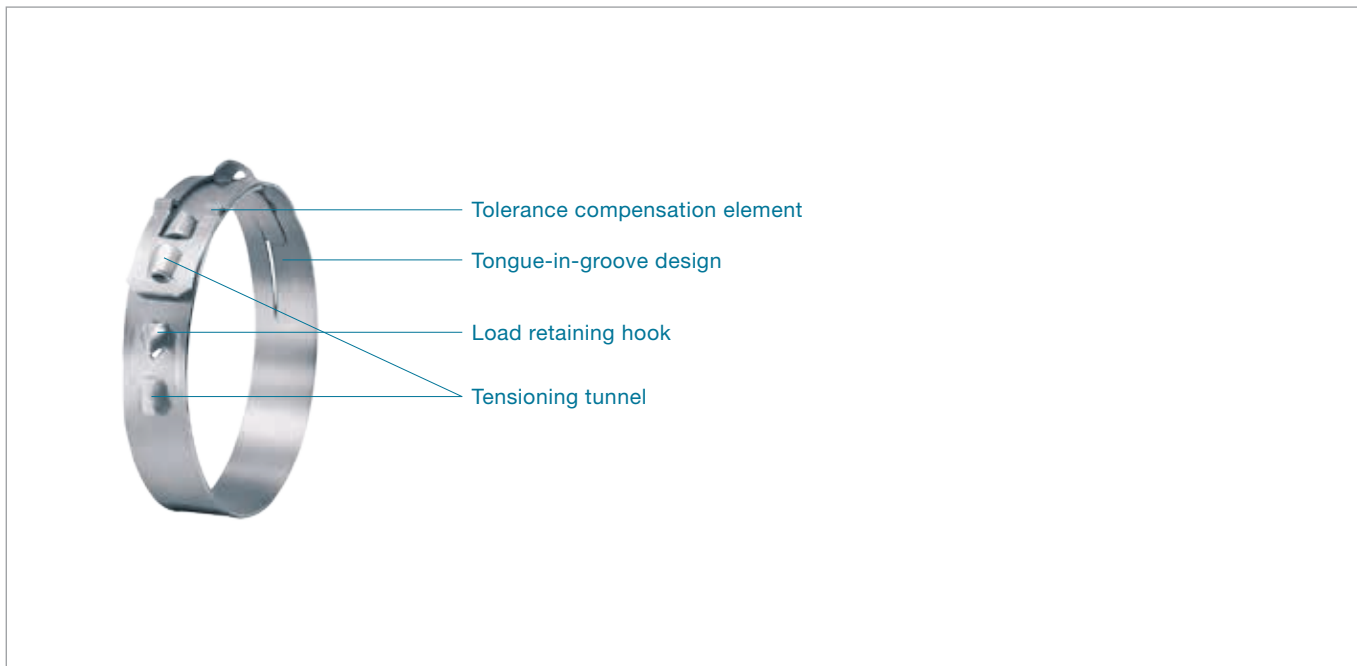 Tolerance compensation element
Tongue-in-groove design
Load retaining hook
Tensioning tunnel